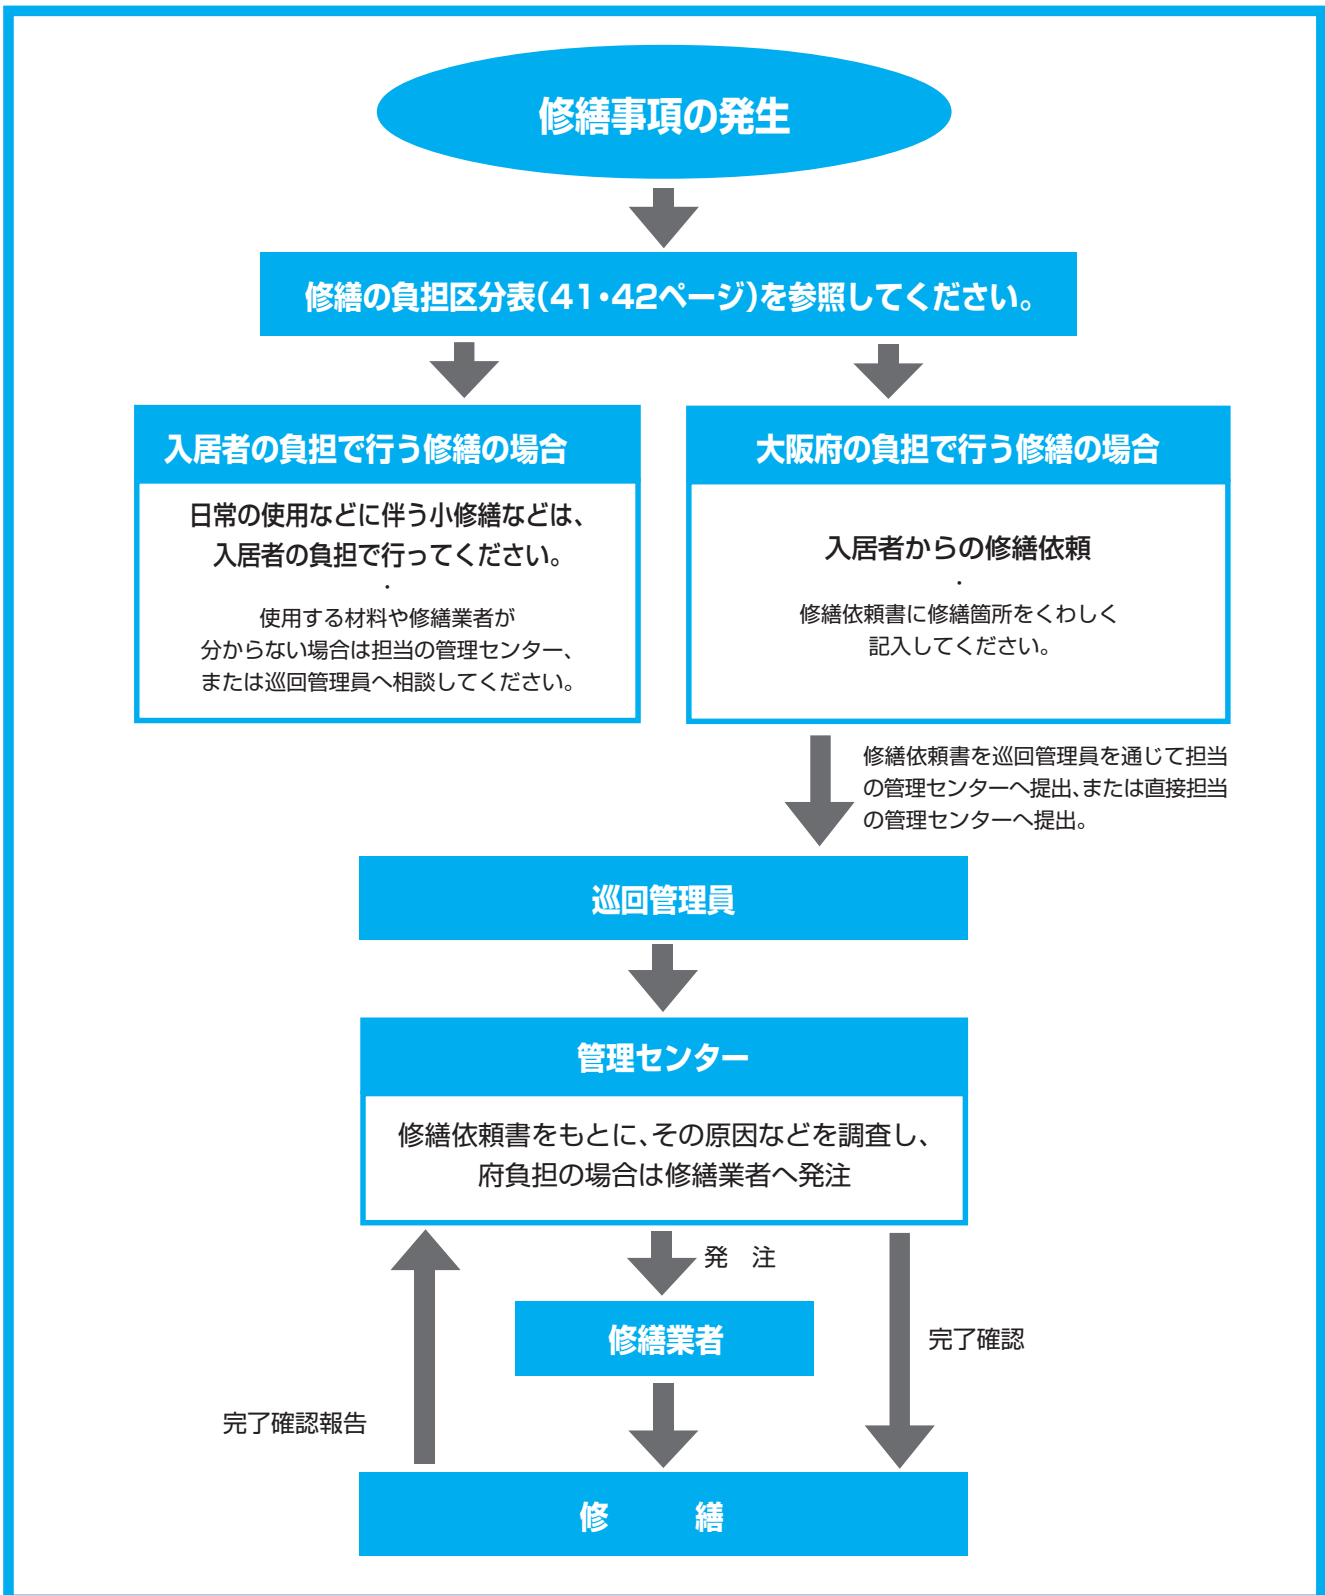 修繕事項の発生
修繕の負担区分表(41・42ページ)を参照してください。
入居者の負担で行う修繕の場合
日常の使用などに伴う小修繕などは、
入居者の負担で行ってください。
・
使用する材料や修繕業者が
分からない場合は担当の管理センター、
または巡回管理員へ相談してください。
大阪府の負担で行う修繕の場合
入居者からの修繕依頼
・
修繕依頼書に修繕箇所をくわしく
記入してください。
修繕依頼書を巡回管理員を通じて担当
の管理センターへ提出、または直接担当
の管理センターへ提出。
巡回管理員
管理センター
修繕依頼書をもとに、その原因などを調査し、
府負担の場合は修繕業者へ発注
発　注
修繕業者
完了確認
完了確認報告
修　　繕